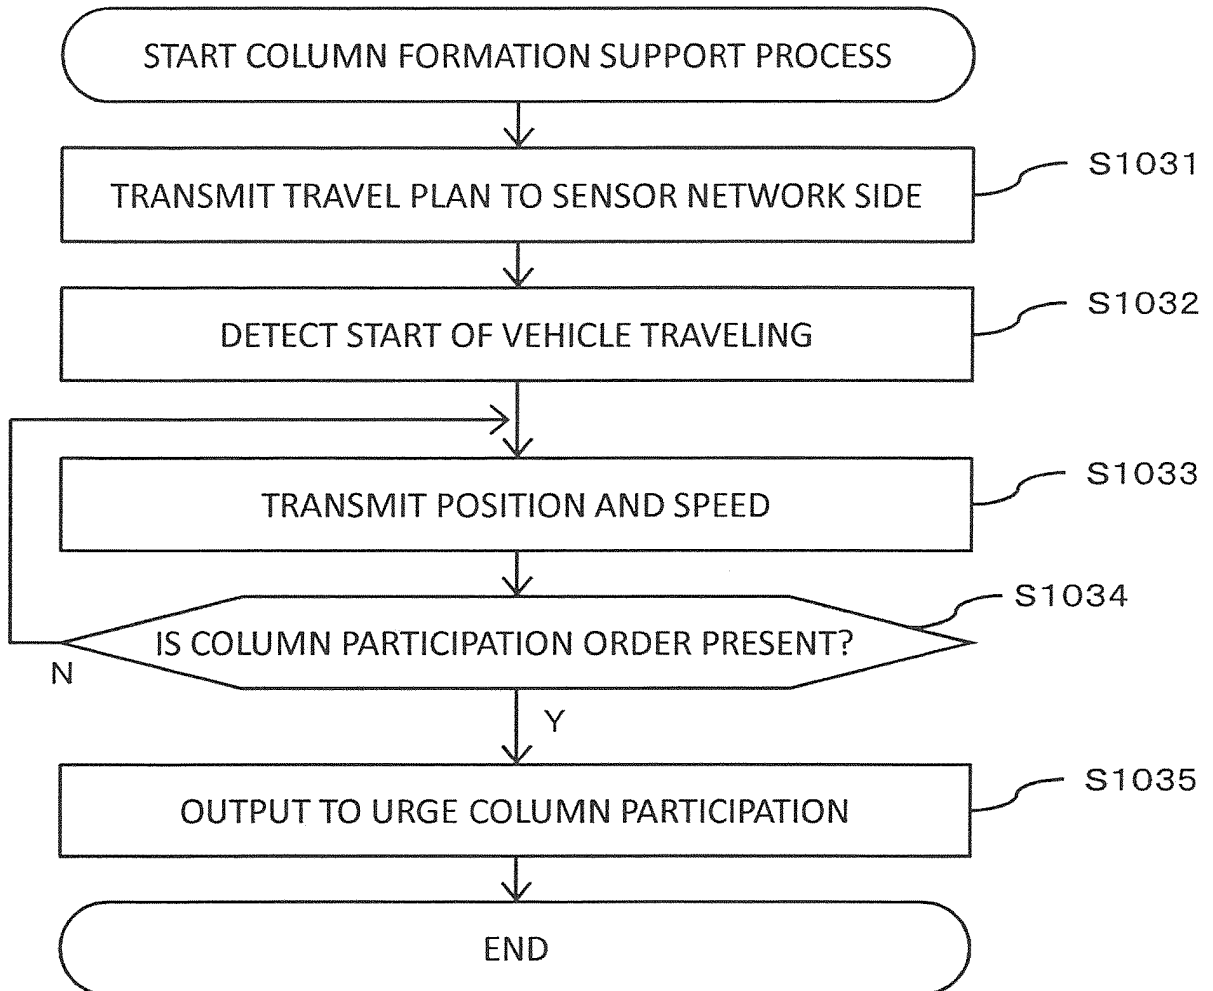 START COLUMN FORMATION SUPPORT PROCESS
TRANSMIT TRAVEL PLAN TO SENSOR NETWORK SIDE
S1031
DETECT START OF VEHICLE TRAVELING
S1032
TRANSMIT POSITION AND SPEED
S1033
IS COLUMN PARTICIPATION ORDER PRESENT?
S1034
N
Y
OUTPUT TO URGE COLUMN PARTICIPATION
S1035
END